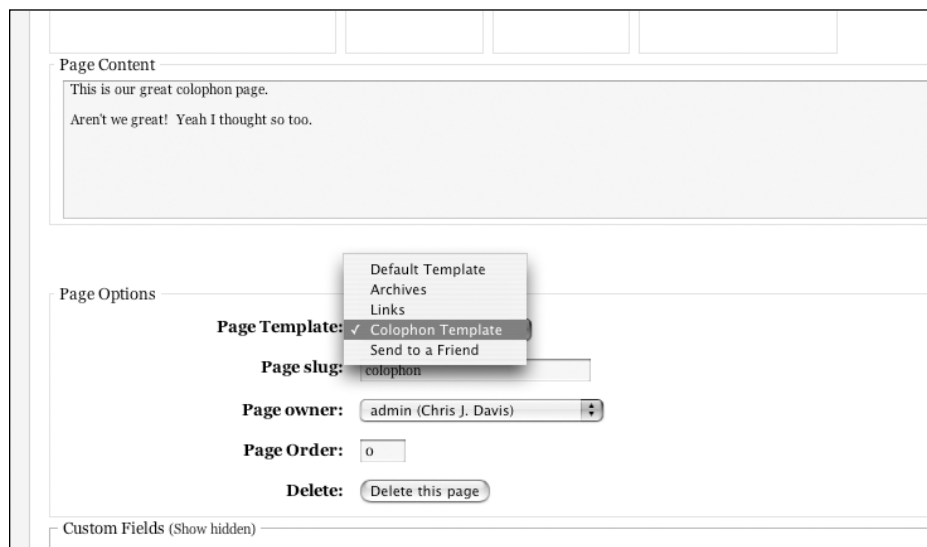 Page Content
This is our great colophon page.
Aren't we great!  Yeah I thought so too.
Page Options
Default Template
Archives
Links
Page Template: ✓ Colophon Template
Send to a Friend
Page slug: colophon
Page owner: admin (Chris J. Davis)
Page Order: 0
Delete: Delete this page
Custom Fields (Show hidden)